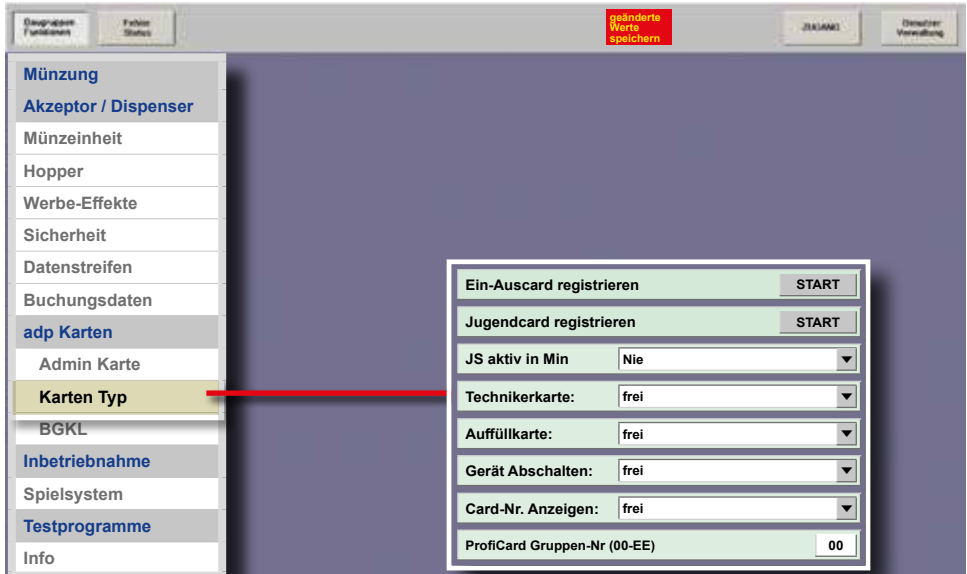 Baugruppen
Funktionen
Fehler
Status
geänderte
Werte
speichern
ZUGANG
Benutzer
Verwaltung
Münzung
Akzeptor / Dispenser
Münzeinheit
Hopper
Werbe-Effekte
Sicherheit
Datenstreifen
Buchungsdaten
adp Karten
Admin Karte
Karten Typ
BGKL
Inbetriebnahme
Spielsystem
Testprogramme
Info
Ein-Auscard registrieren START
Jugendcard registrieren START
JS aktiv in Min Nie
Technikerkarte: frei
Auffüllkarte: frei
Gerät Abschalten: frei
Card-Nr. Anzeigen: frei
ProfiCard Gruppen-Nr (00-EE) 00